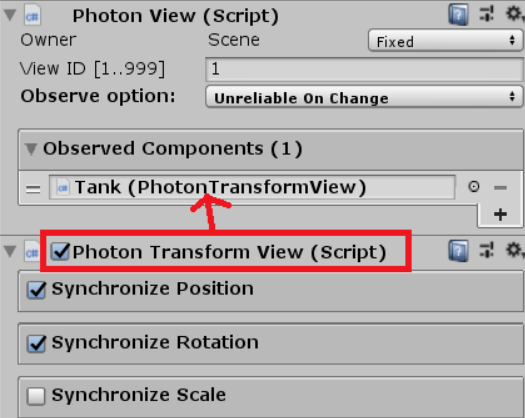 Photon View (Script)
Owner Scene Fixed
View ID [1..999] 1
Observe option: Unreliable On Change
Observed Components (1)
Tank (PhotonTransformView)
Photon Transform View (Script)
Synchronize Position
Synchronize Rotation
Synchronize Scale